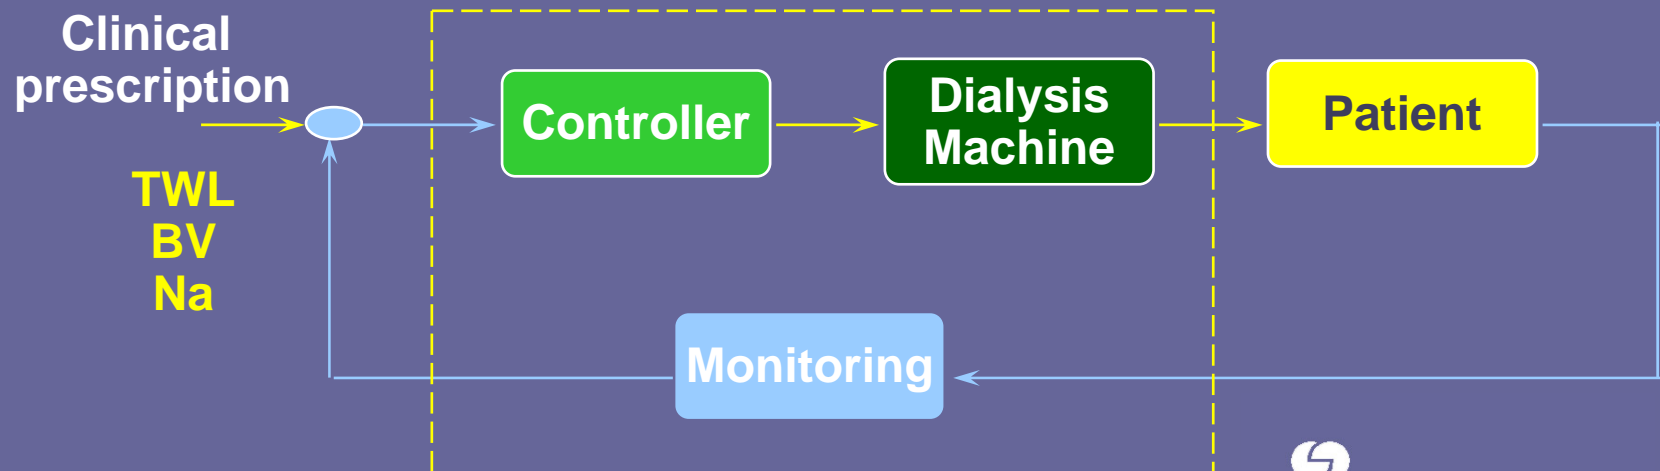 Clinical
prescription
TWL
BV
Na
Controller
Dialysis
Machine
Patient
Monitoring